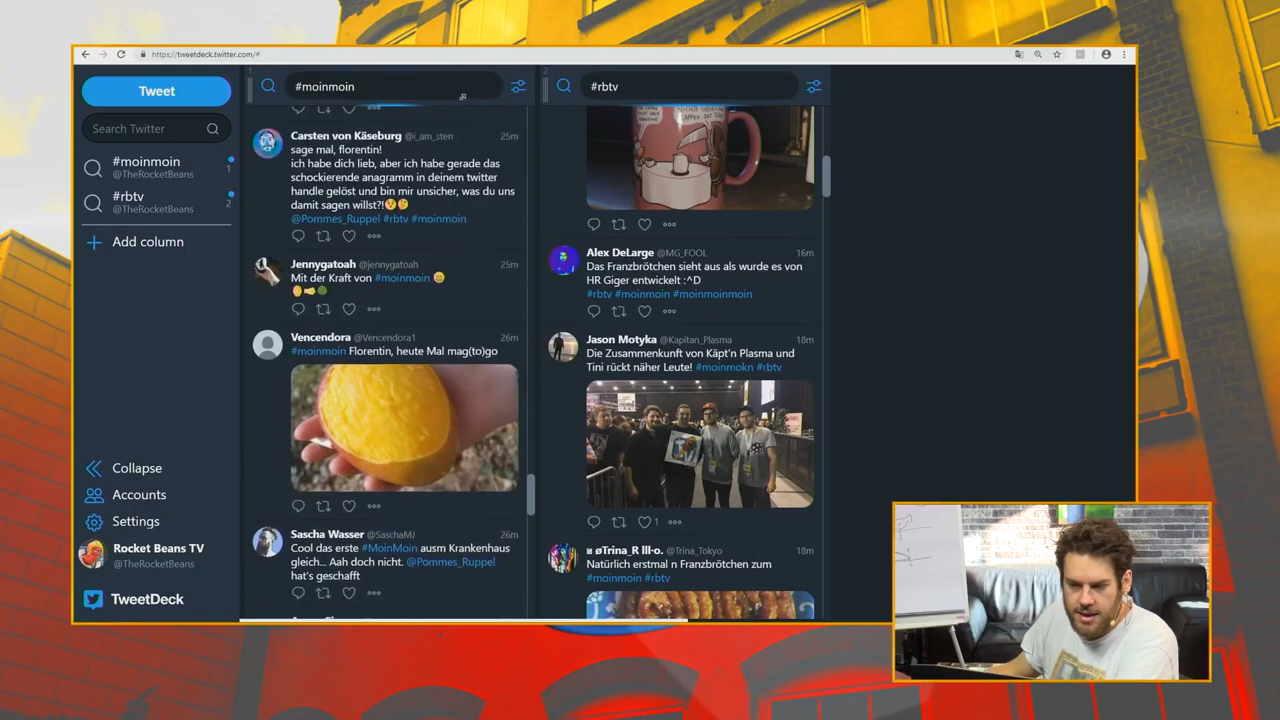 https://tweetdeck.twitter.com/#
Tweet
Search Twitter
#moinmoin
@TheRocketBeans
1
#rbtv
@TheRocketBeans
2
Add column
Collapse
Accounts
Settings
Rocket Beans TV
@TheRocketBeans
TweetDeck
1
#moinmoin
Carsten von Käseburg @i_am_sten 25m
sage mal, florentin!
ich habe dich lieb, aber ich habe gerade das
schockierende anagramm in deinem twitter
handle gelöst und bin mir unsicher, was du uns
damit sagen willst?!
@Pommes_Ruppel #rbtv #moinmoin
Jennygatoah @jennygatoah 25m
Mit der Kraft von #moinmoin
Vencendora @Vencendora1 26m
#moinmoin Florentin, heute Mal mag(to)go
Sascha Wasser @SaschaMJ 26m
Cool das erste #MoinMoin ausm Krankenhaus
gleich... Aah doch nicht. @Pommes_Ruppel
hat's geschafft
2
#rbtv
Alex DeLarge @MG_FOOL 16m
Das Franzbrötchen sieht aus als wurde es von
HR Giger entwickelt :^D
#rbtv #moinmoin #moinmoinmoin
Jason Motyka @Kapitan_Plasma 18m
Die Zusammenkunft von Käpt'n Plasma und
Tini rückt näher Leute! #moinmokn #rbtv
1
øTrina_R lll-o. @Trina_Tokyo 18m
Natürlich erstmal n Franzbrötchen zum
#moinmoin #rbtv